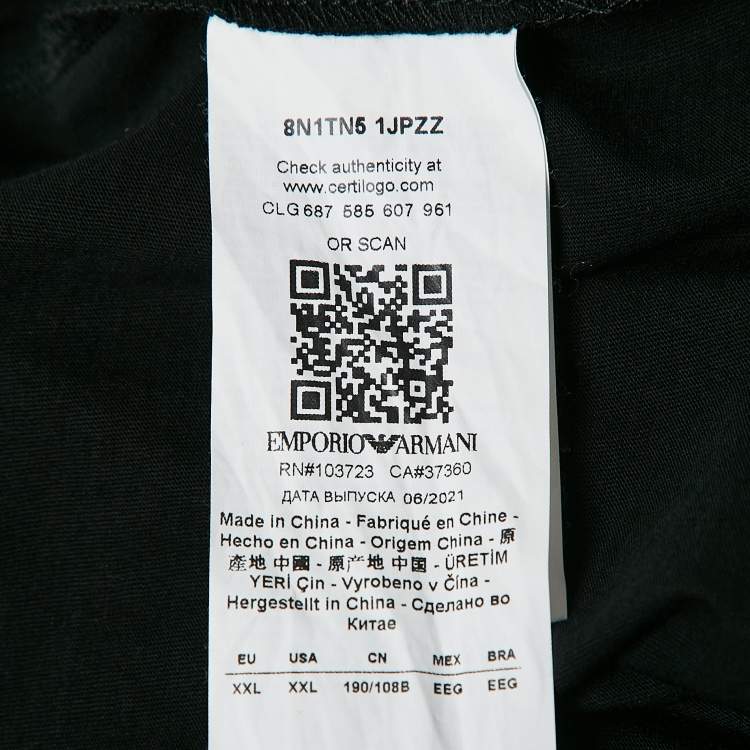 8N1TN5 1JPZZ
Check authenticity at
www.certilogo.com
CLG 687 585 607 961
OR SCAN
EMPORIO ARMANI
RN#103723 CA#37360
ДАТА ВЫПУСКА 06/2021
Made in China - Fabriqué en Chine -
Hecho en China - Origem China - 原
產地 中國 - 原产地 中国 - ÜRETİM
YERİ Çin - Vyrobeno v Čína -
Hergestellt in China - Сделано во
Китае
EU USA CN MEX BRA
XXL XXL 190/108B EEG EEG